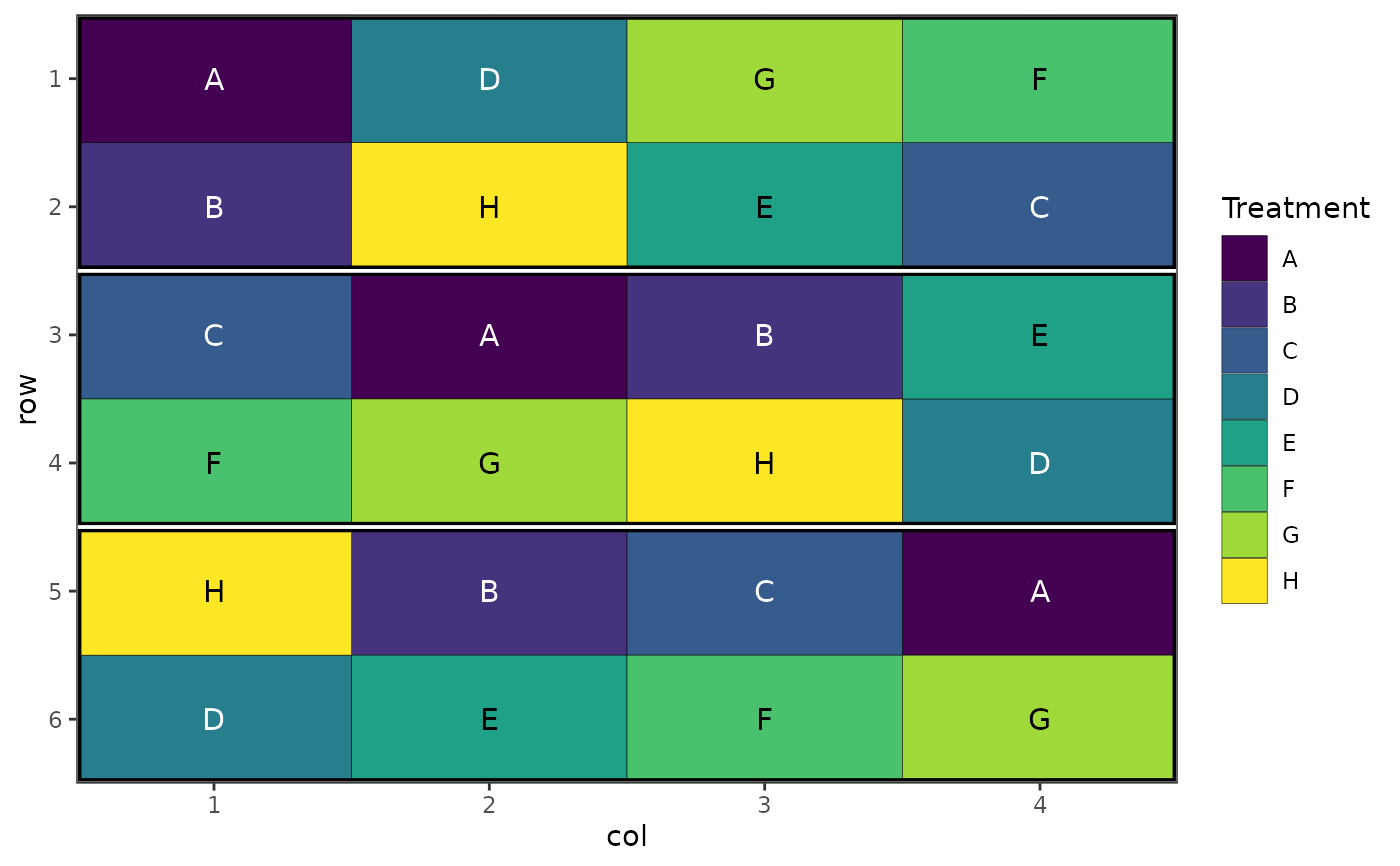 1 A D G F
2 B H E C
3 C A B E
4 F G H D
5 H B C A
6 D E F G
1 2 3 4
col
row
Treatment
A
B
C
D
E
F
G
H